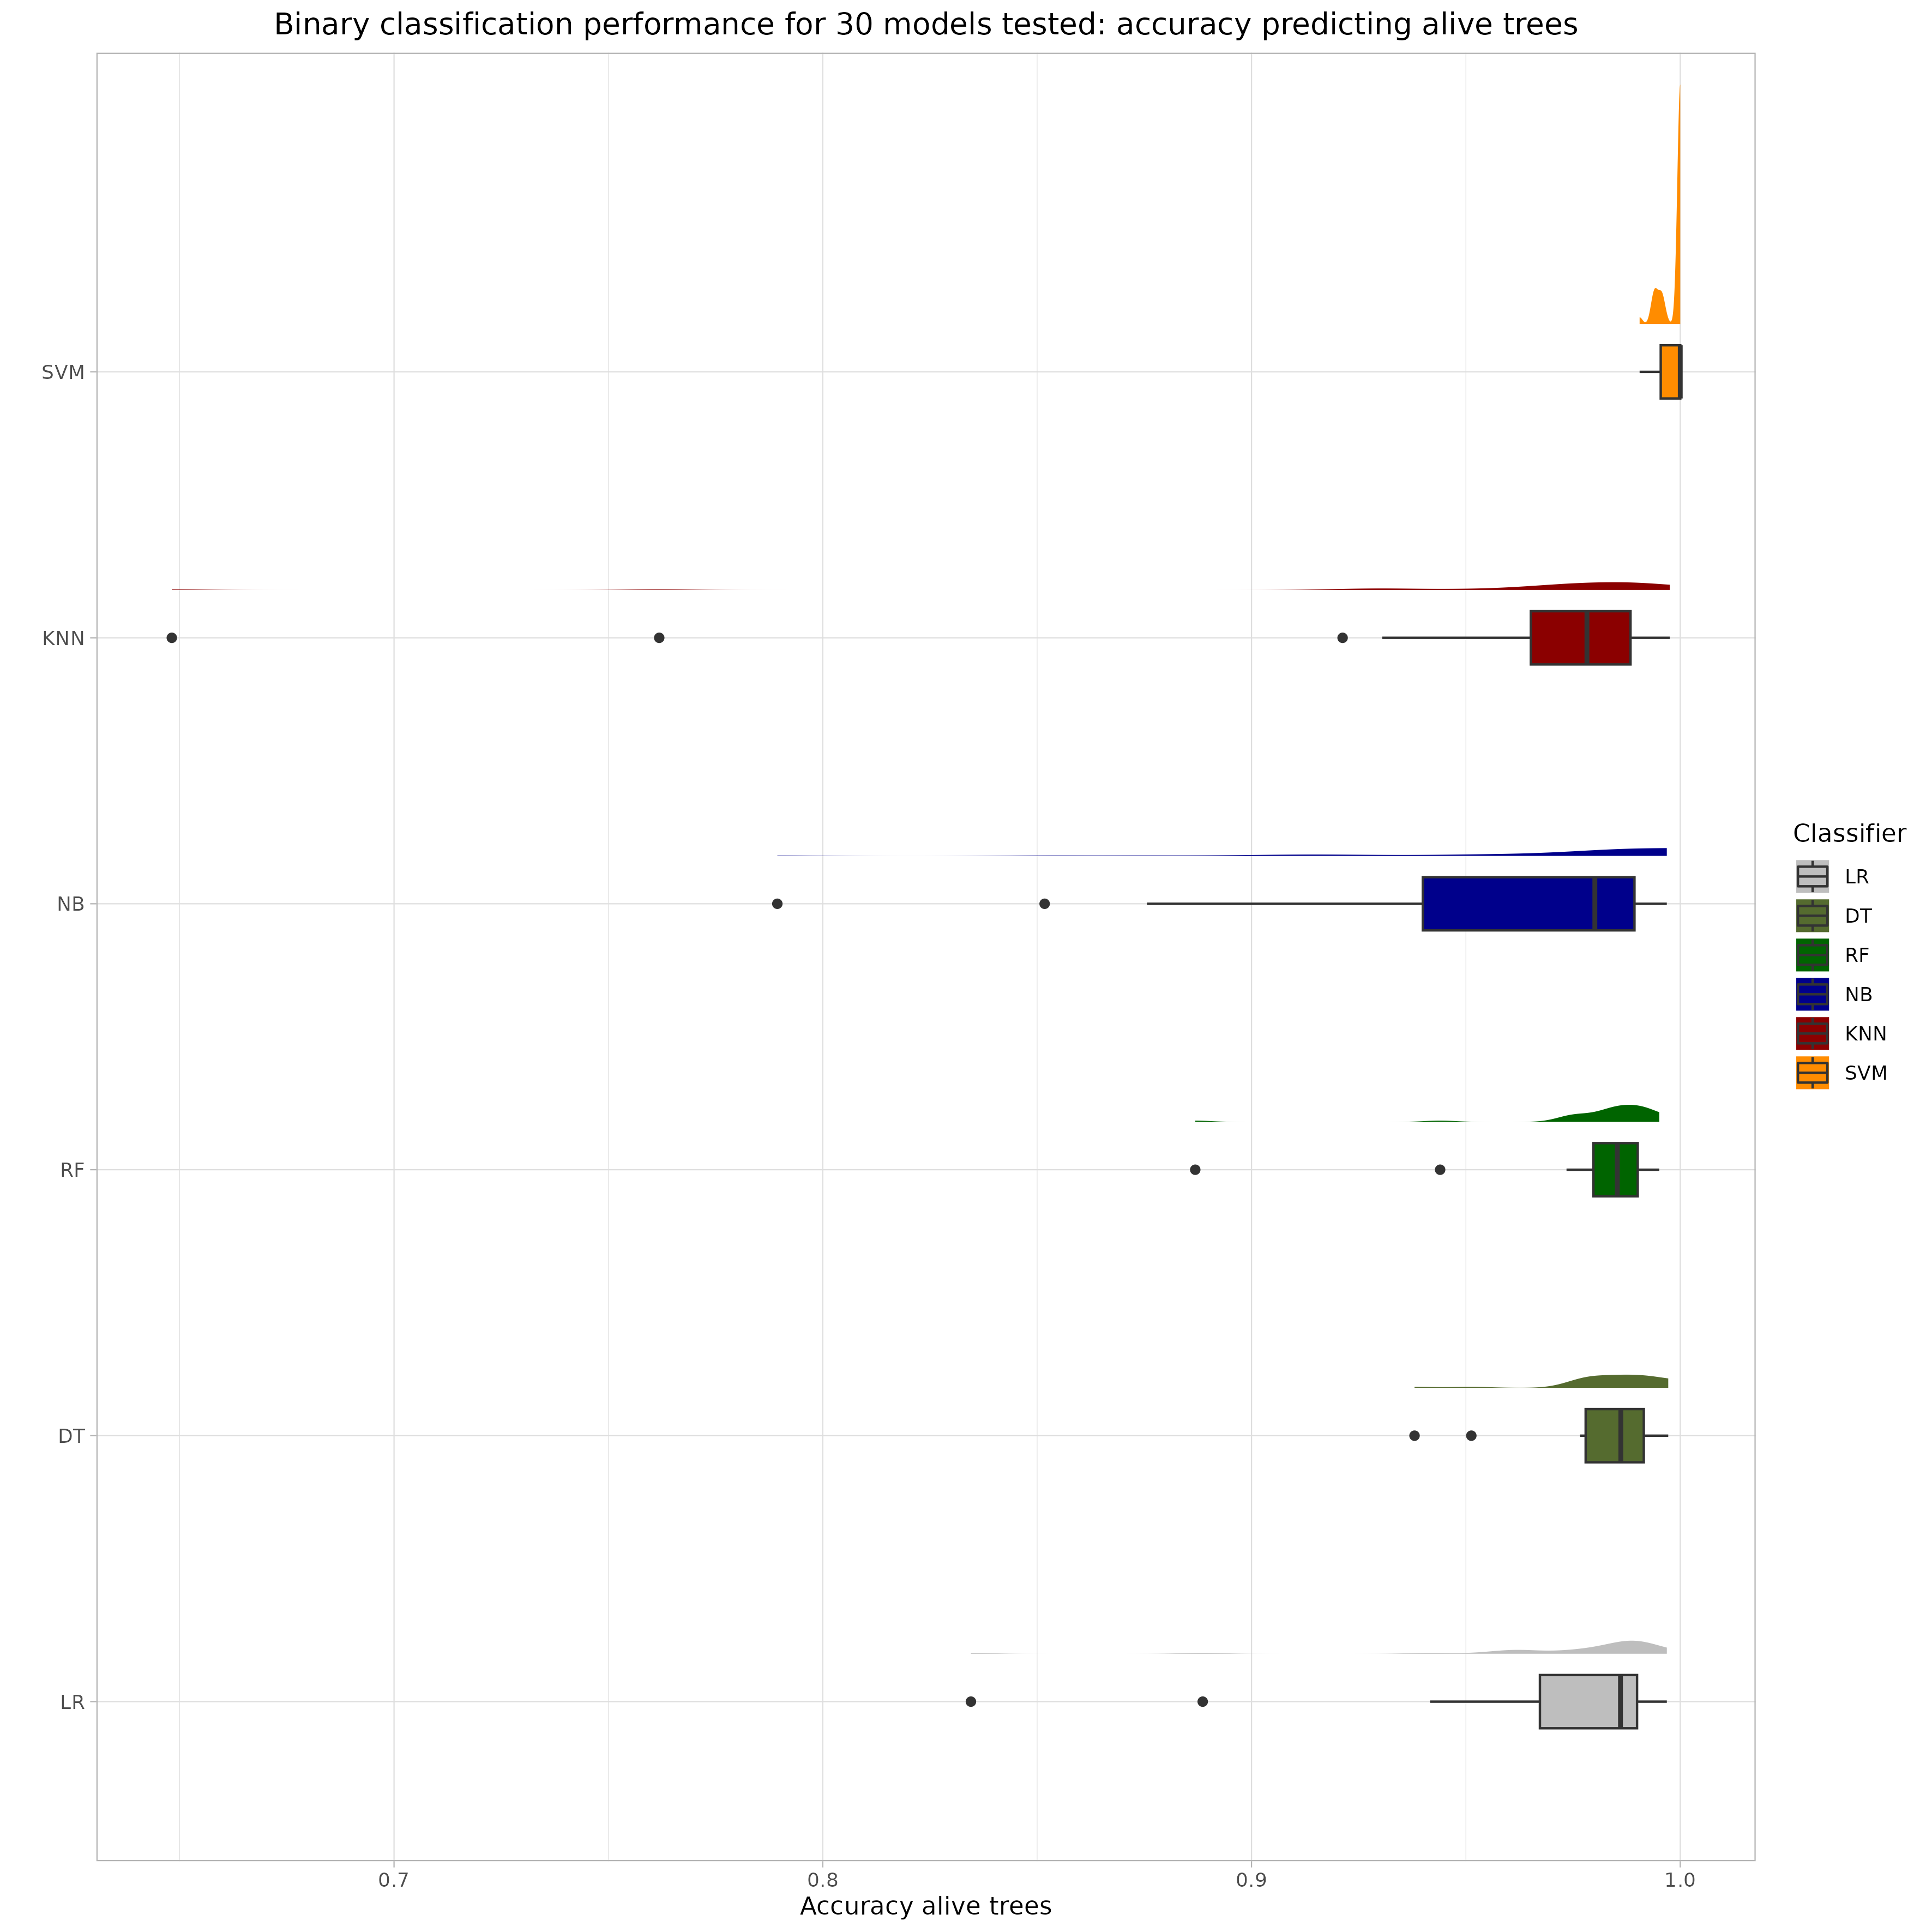 Binary classification performance for 30 models tested: accuracy predicting alive trees
SVM
KNN
NB
RF
DT
LR
0.7
0.8
0.9
1.0
Accuracy alive trees
Classifier
LR
DT
RF
NB
KNN
SVM